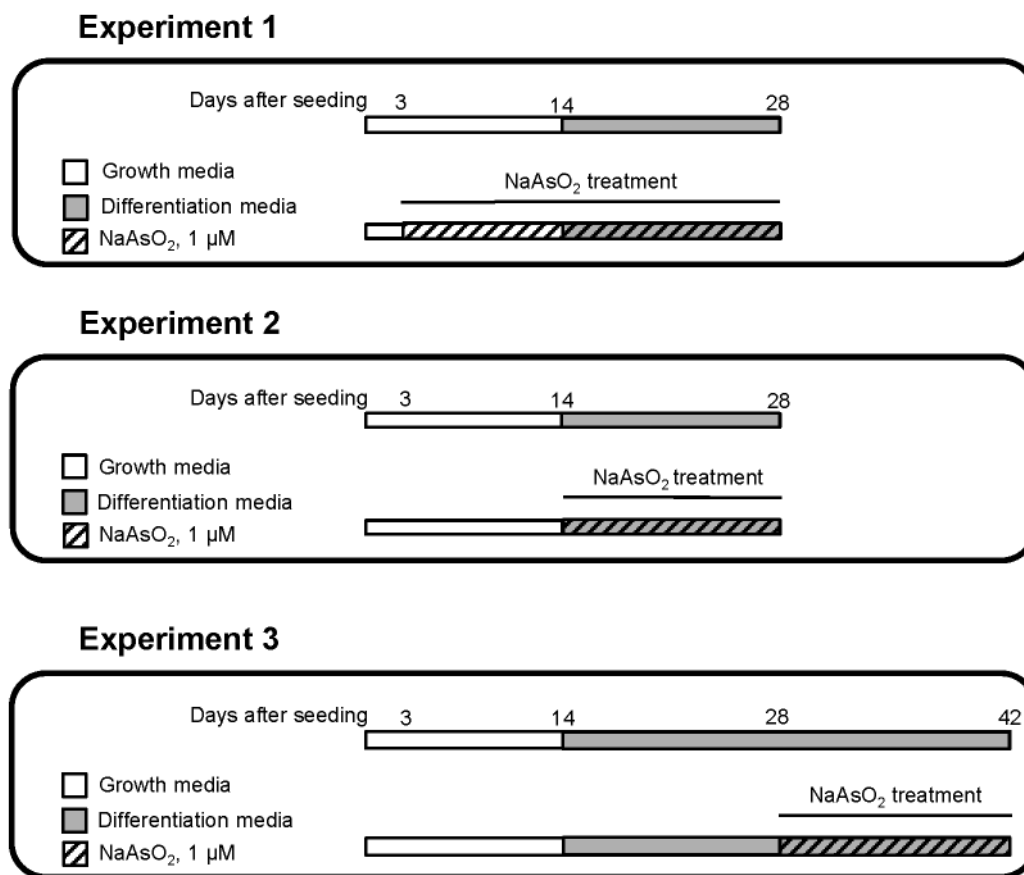 Experiment 1
Days after seeding 3 14 28
Growth media
NaAsO₂ treatment
Differentiation media
NaAsO₂, 1 µM
Experiment 2
Days after seeding 3 14 28
Growth media
NaAsO₂ treatment
Differentiation media
NaAsO₂, 1 µM
Experiment 3
Days after seeding 3 14 28 42
Growth media
NaAsO₂ treatment
Differentiation media
NaAsO₂, 1 µM